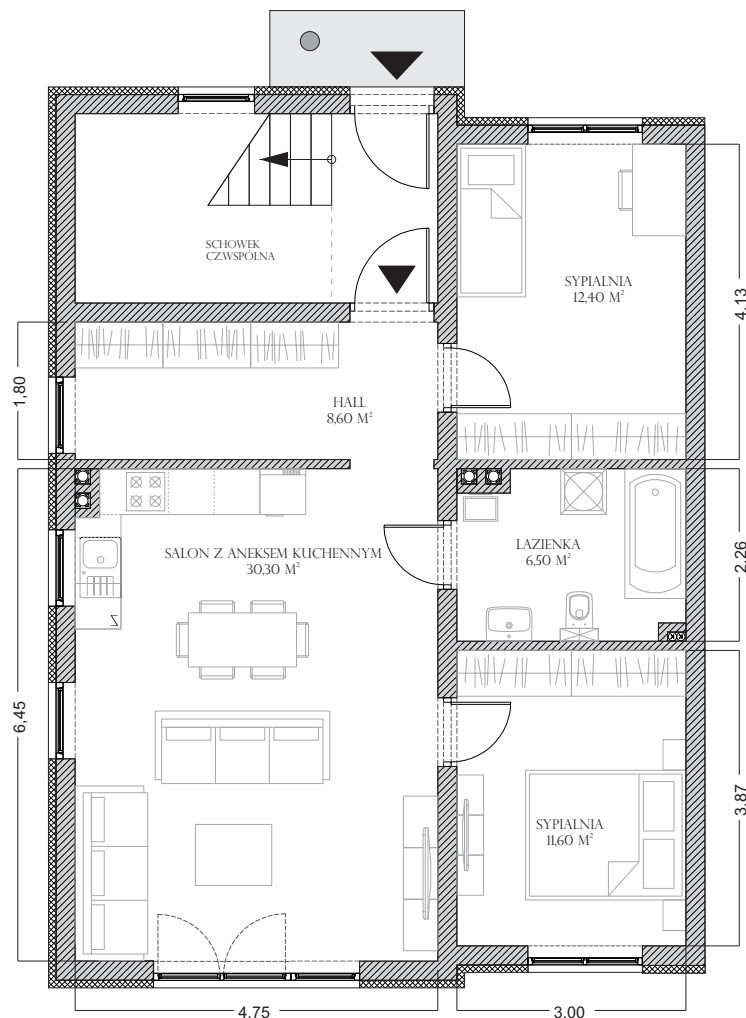 SCHOWEK
CZ.WSPÓLNA
SYPIALNIA
12,40 M²
4.13
1,80
HALL
8,60 M²
SALON Z ANEKSEM KUCHENNYM
30,30 M²
LAZIENKA
6,50 M²
2.26
Z
6,45
SYPIALNIA
11,60 M²
3.87
4.75
3.00